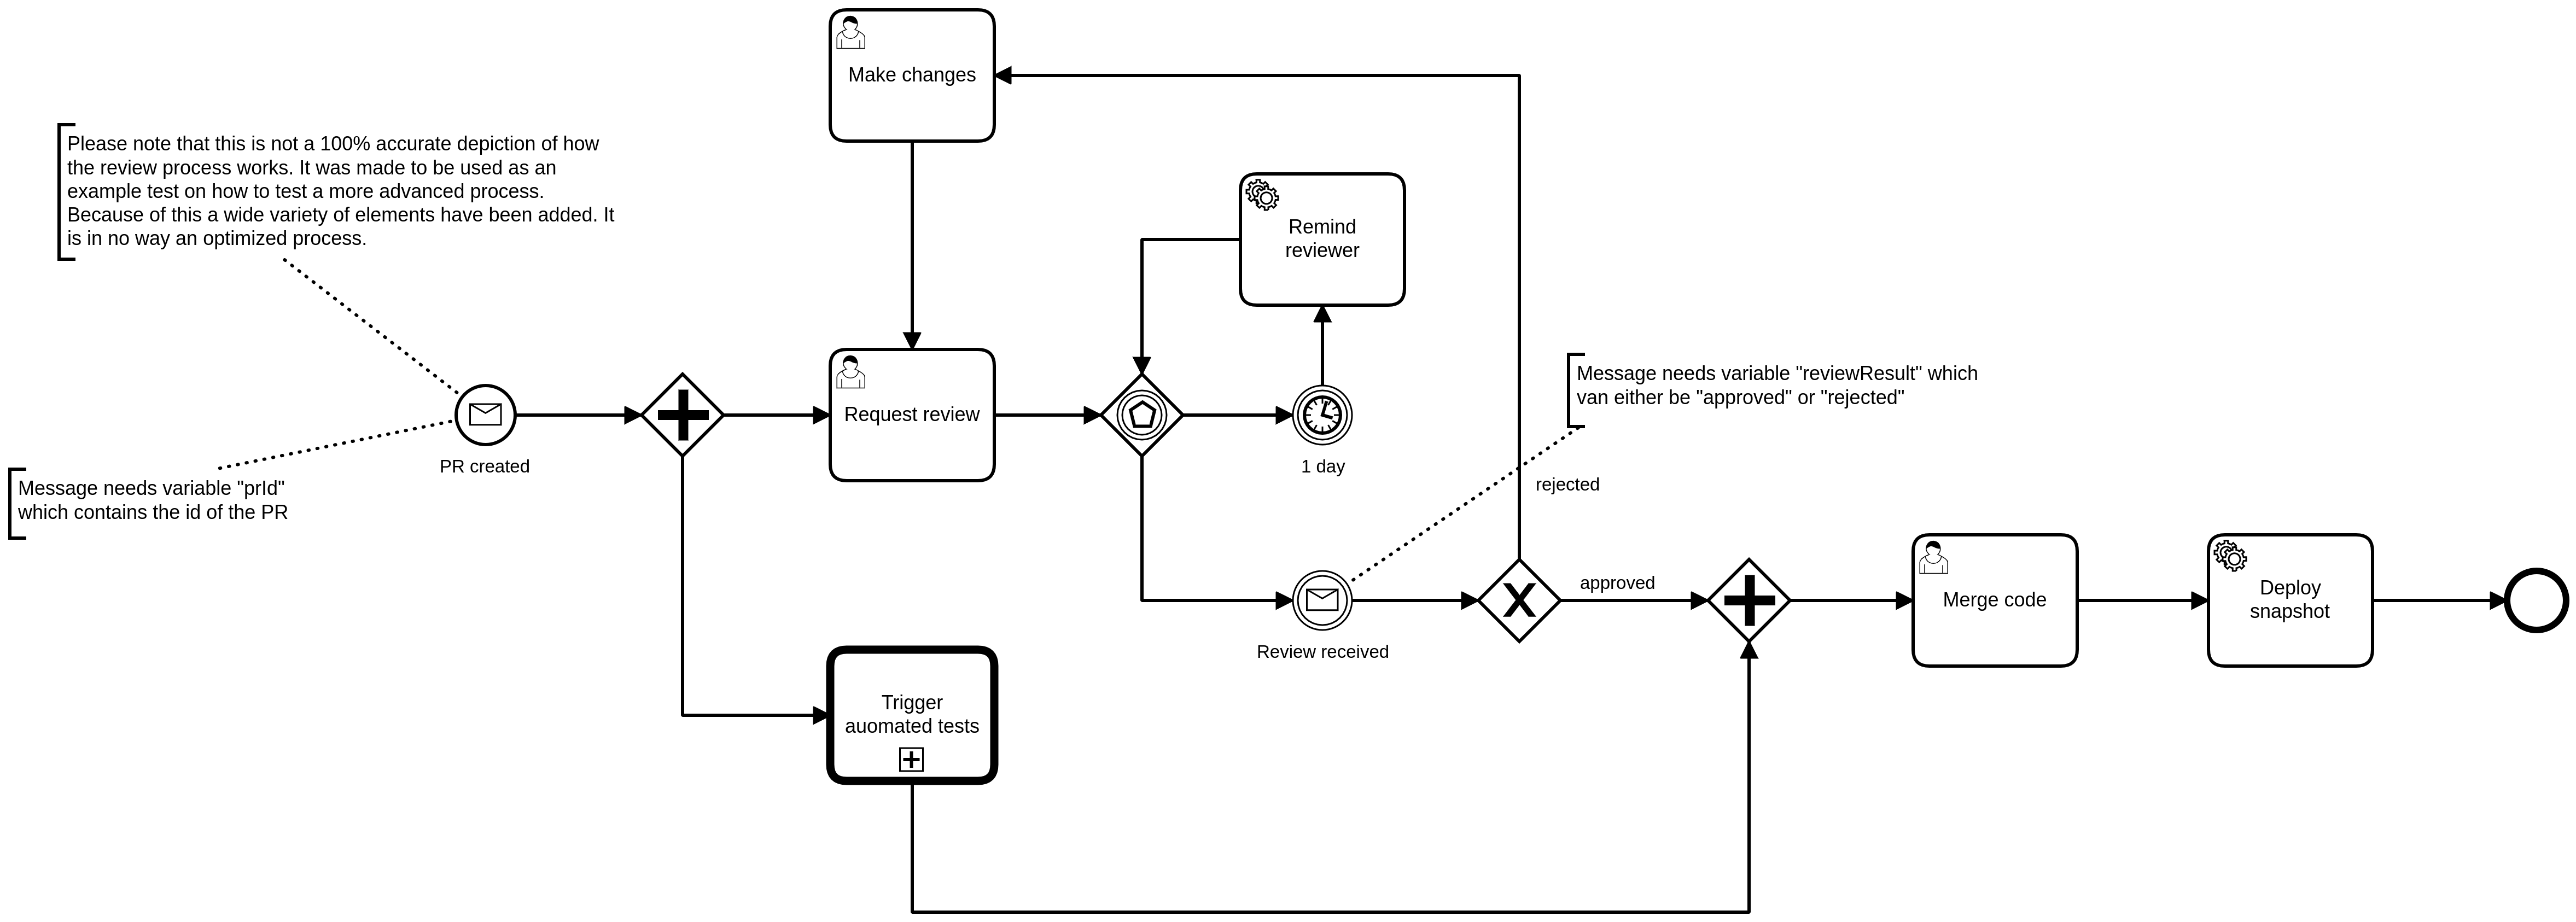 Make changes
Please note that this is not a 100% accurate depiction of how
the review process works. It was made to be used as an
example test on how to test a more advanced process.
Because of this a wide variety of elements have been added. It
is in no way an optimized process.
Remind
reviewer
Message needs variable "reviewResult" which
van either be "approved" or "rejected"
Request review
PR created
1 day
Message needs variable "prId"
which contains the id of the PR
rejected
approved
Merge code
Deploy
snapshot
Review received
Trigger
auomated tests